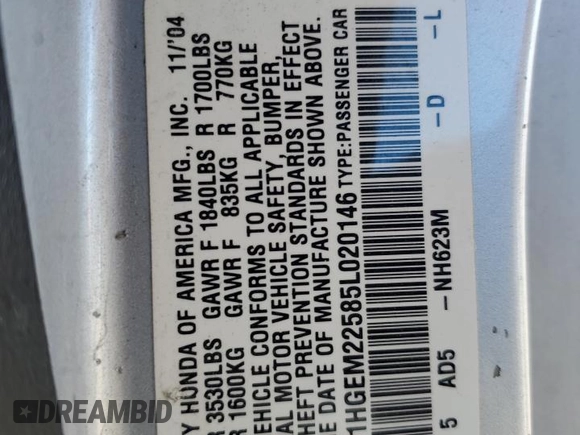 Y HONDA OF AMERICA MFG., INC. 11/'04
R 3530LBS GAWR F 1840LBS R 1700LBS
R 1600KG GAWR F 835KG R 770KG
VEHICLE CONFORMS TO ALL APPLICABLE
AL MOTOR VEHICLE SAFETY, BUMPER,
HEFT PREVENTION STANDARDS IN EFFECT
E DATE OF MANUFACTURE SHOWN ABOVE.
1HGEM22585L020146 TYPE:PASSENGER CAR
5 AD5 –NH623M –D –L
BIDHISTORY